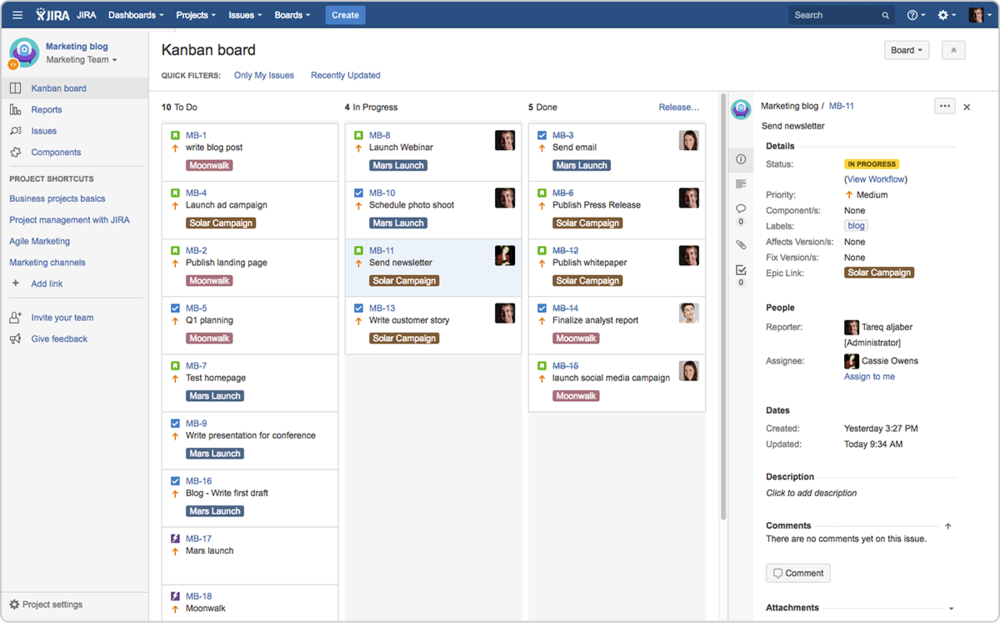 JIRA JIRA Dashboards Projects Issues Boards Create Search
Marketing blog
Marketing Team
Kanban board
Reports
Issues
Components
PROJECT SHORTCUTS
Business projects basics
Project management with JIRA
Agile Marketing
Marketing channels
+ Add link
Invite your team
Give feedback
Project settings
Kanban board
Board
QUICK FILTERS: Only My Issues Recently Updated
10 To Do
MB-1
write blog post
Moonwalk
MB-4
Launch ad campaign
Solar Campaign
MB-2
Publish landing page
Moonwalk
MB-5
Q1 planning
Moonwalk
MB-7
Test homepage
Mars Launch
MB-9
Write presentation for conference
Mars Launch
MB-16
Blog - Write first draft
Mars Launch
MB-17
Mars launch
MB-18
Moonwalk
4 In Progress
MB-8
Launch Webinar
Mars Launch
MB-10
Schedule photo shoot
Mars Launch
MB-11
Send newsletter
Solar Campaign
MB-13
Write customer story
Solar Campaign
5 Done
Release...
MB-3
Send email
Mars Launch
MB-6
Publish Press Release
Solar Campaign
MB-12
Publish whitepaper
Solar Campaign
MB-14
Finalize analyst report
Moonwalk
MB-15
launch social media campaign
Moonwalk
Marketing blog / MB-11
Send newsletter
0
0
Details
Status: IN PROGRESS
(View Workflow)
Priority: Medium
Component/s: None
Labels: blog
Affects Version/s: None
Fix Version/s: None
Epic Link: Solar Campaign
People
Reporter: Tareq aljaber
[Administrator]
Assignee: Cassie Owens
Assign to me
Dates
Created: Yesterday 3:27 PM
Updated: Today 9:34 AM
Description
Click to add description
Comments
There are no comments yet on this issue.
Comment
Attachments